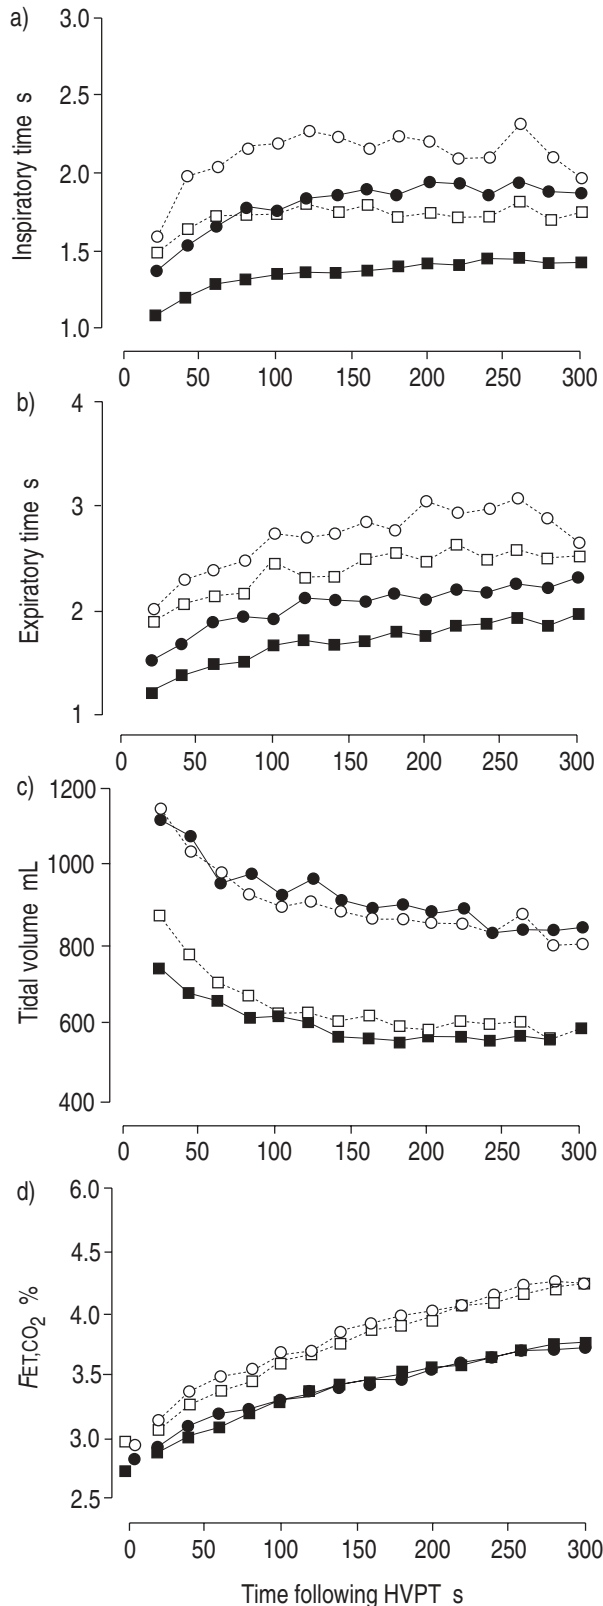 a)
3.0
2.5
2.0
1.5
1.0
Inspiratory time s
0 50 100 150 200 250 300
b)
4
3
2
1
Expiratory time s
0 50 100 150 200 250 300
c)
1200
1000
800
600
400
Tidal volume mL
0 50 100 150 200 250 300
d)
6.0
4.5
4.0
3.5
3.0
2.5
FET,CO2 %
0 50 100 150 200 250 300
Time following HVPT s